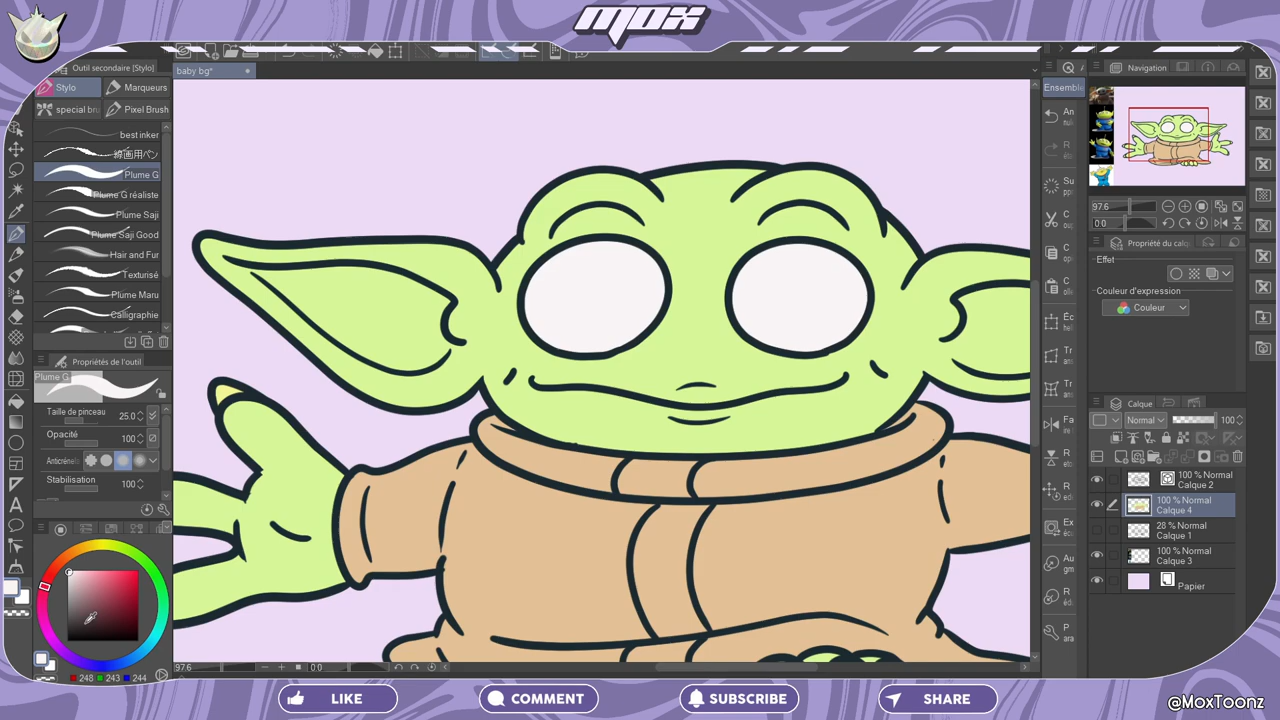 MOX
Outil secondaire [Stylo]
baby bg*
Navigation
Stylo
Marqueurs
Ensembl
special bru
Pixel Brush
best inker
線画用ペン
Plume G
Plume G réaliste
Plume Saji
Plume Saji Good
Hair and Fur
Texturisé
Plume Maru
Calligraphie
97.6
0.0
Propriété du calq
Effet
Couleur d'expression
Couleur
Propriétés de l'outil
Plume G
Taille de pinceau 25.0
Opacité 100
Anticrénel
Stabilisation 100
Calque
Normal 100
100 % Normal
Calque 2
100 % Normal
Calque 4
28 % Normal
Calque 1
100 % Normal
Calque 3
Papier
97.6
0.0
248 243 244
LIKE
COMMENT
SUBSCRIBE
SHARE
@MoxToonz